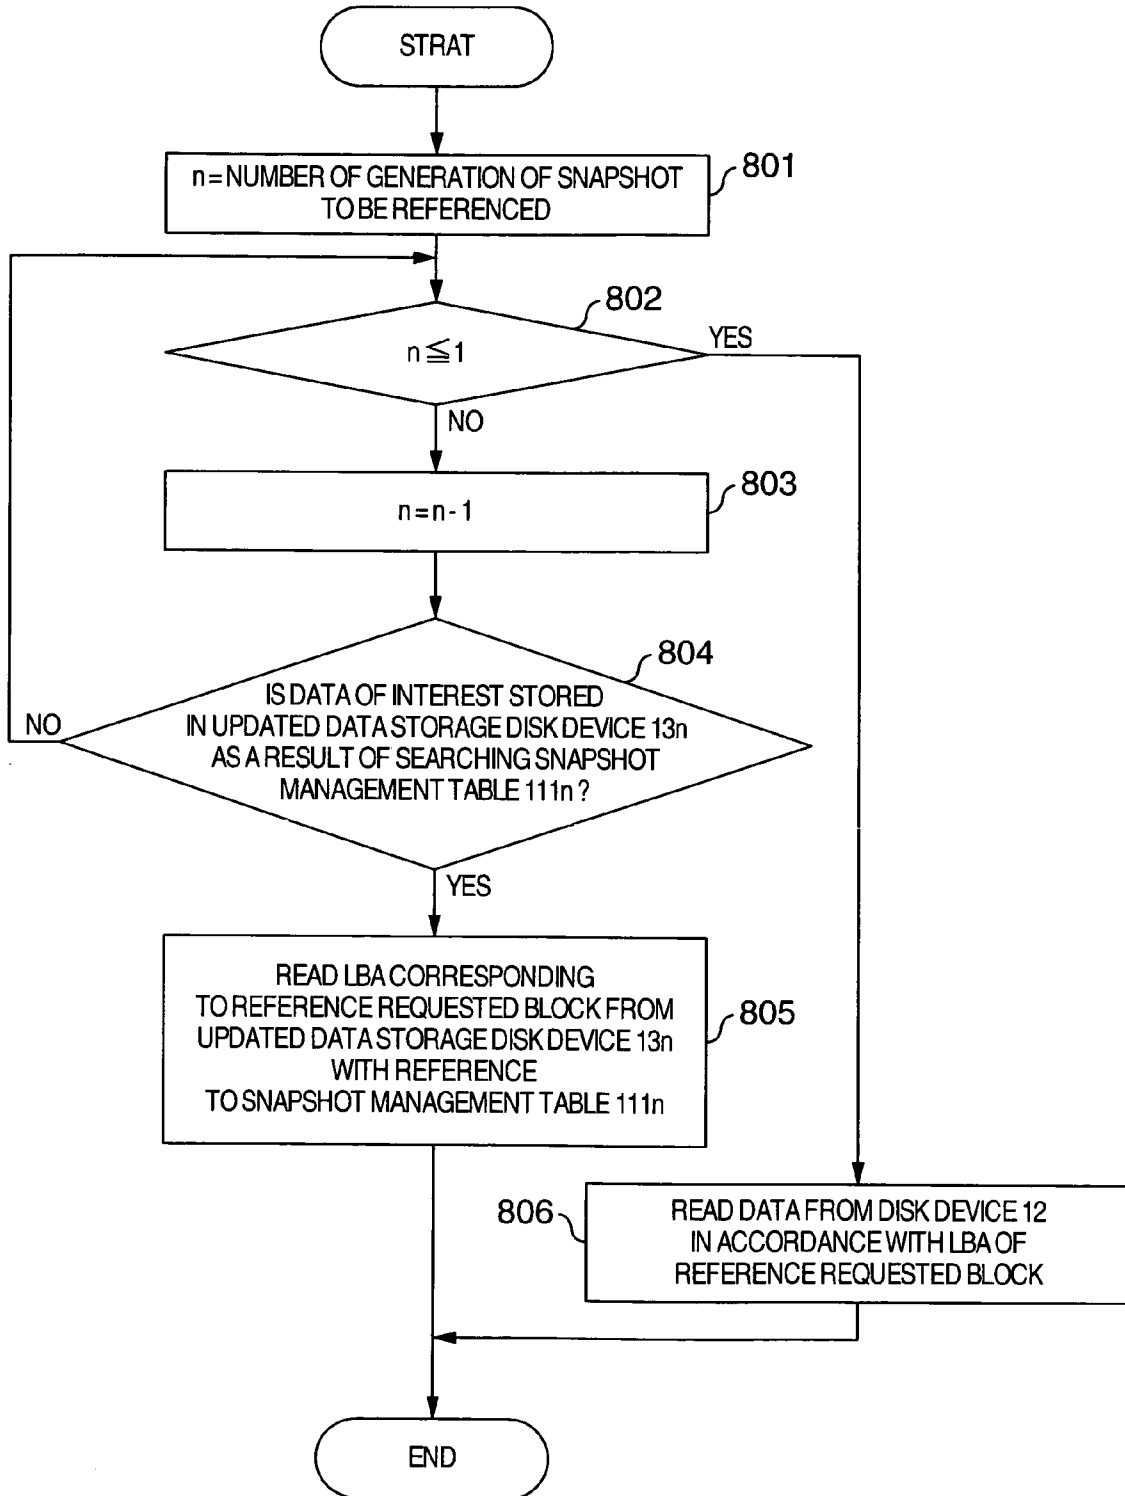 STRAT
801
n=NUMBER OF GENERATION OF SNAPSHOT
TO BE REFERENCED
802
n≦1
YES
NO
803
n=n-1
804
IS DATA OF INTEREST STORED
IN UPDATED DATA STORAGE DISK DEVICE 13n
AS A RESULT OF SEARCHING SNAPSHOT
MANAGEMENT TABLE 111n?
NO
YES
READ LBA CORRESPONDING
TO REFERENCE REQUESTED BLOCK FROM
UPDATED DATA STORAGE DISK DEVICE 13n
WITH REFERENCE
TO SNAPSHOT MANAGEMENT TABLE 111n
805
806
READ DATA FROM DISK DEVICE 12
IN ACCORDANCE WITH LBA OF
REFERENCE REQUESTED BLOCK
END